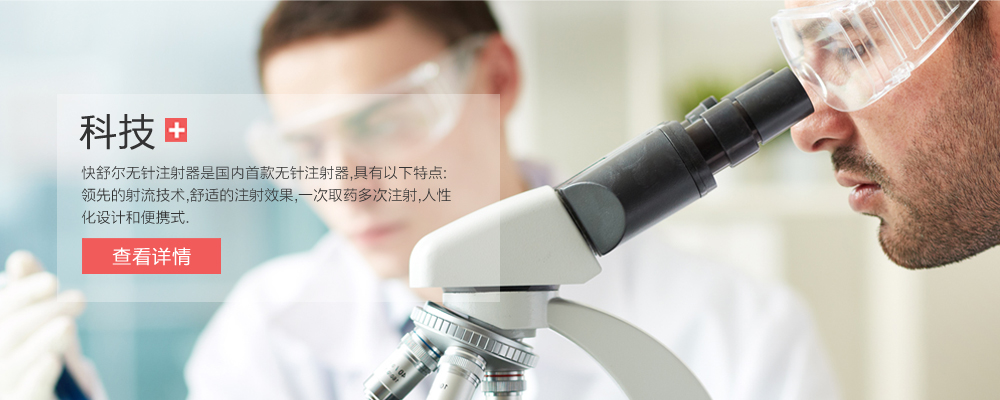 科技
快舒尔无针注射器是国内首款无针注射器,具有以下特点:
领先的射流技术,舒适的注射效果,一次取药多次注射,人性
化设计和便携式.
查看详情